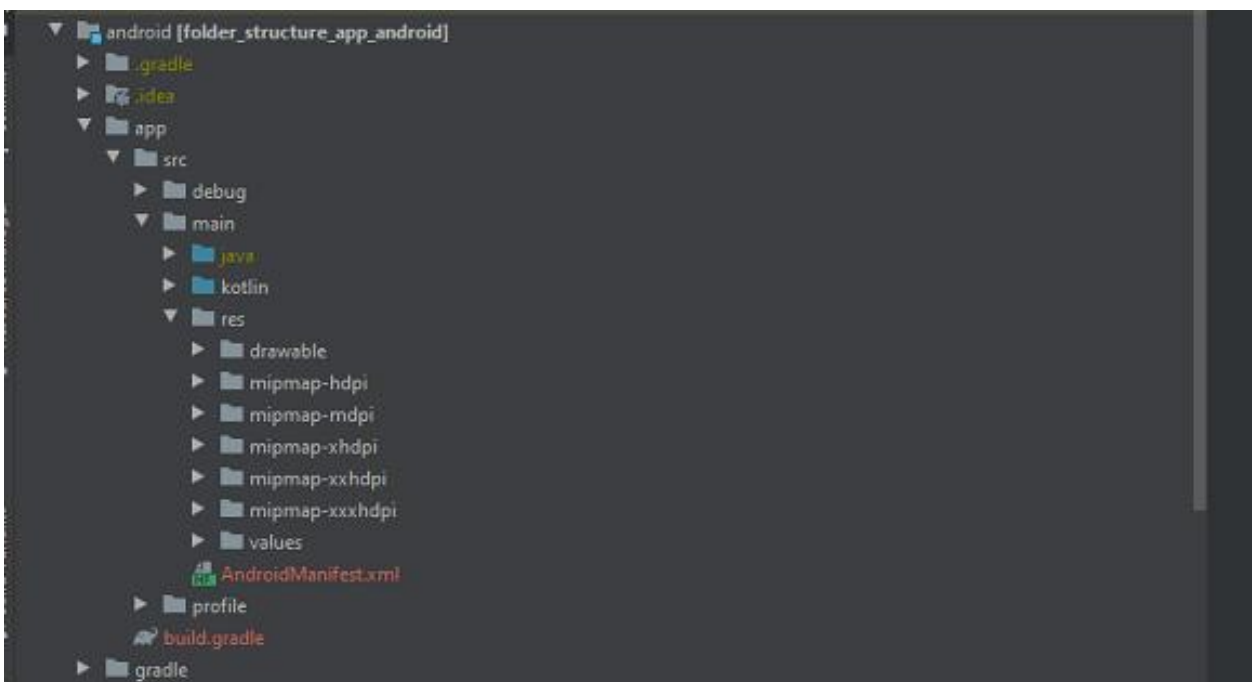 android [folder_structure_app_android]
.gradle
.idea
app
src
debug
main
java
kotlin
res
drawable
mipmap-hdpi
mipmap-mdpi
mipmap-xhdpi
mipmap-xxhdpi
mipmap-xxxhdpi
values
AndroidManifest.xml
profile
build.gradle
gradle